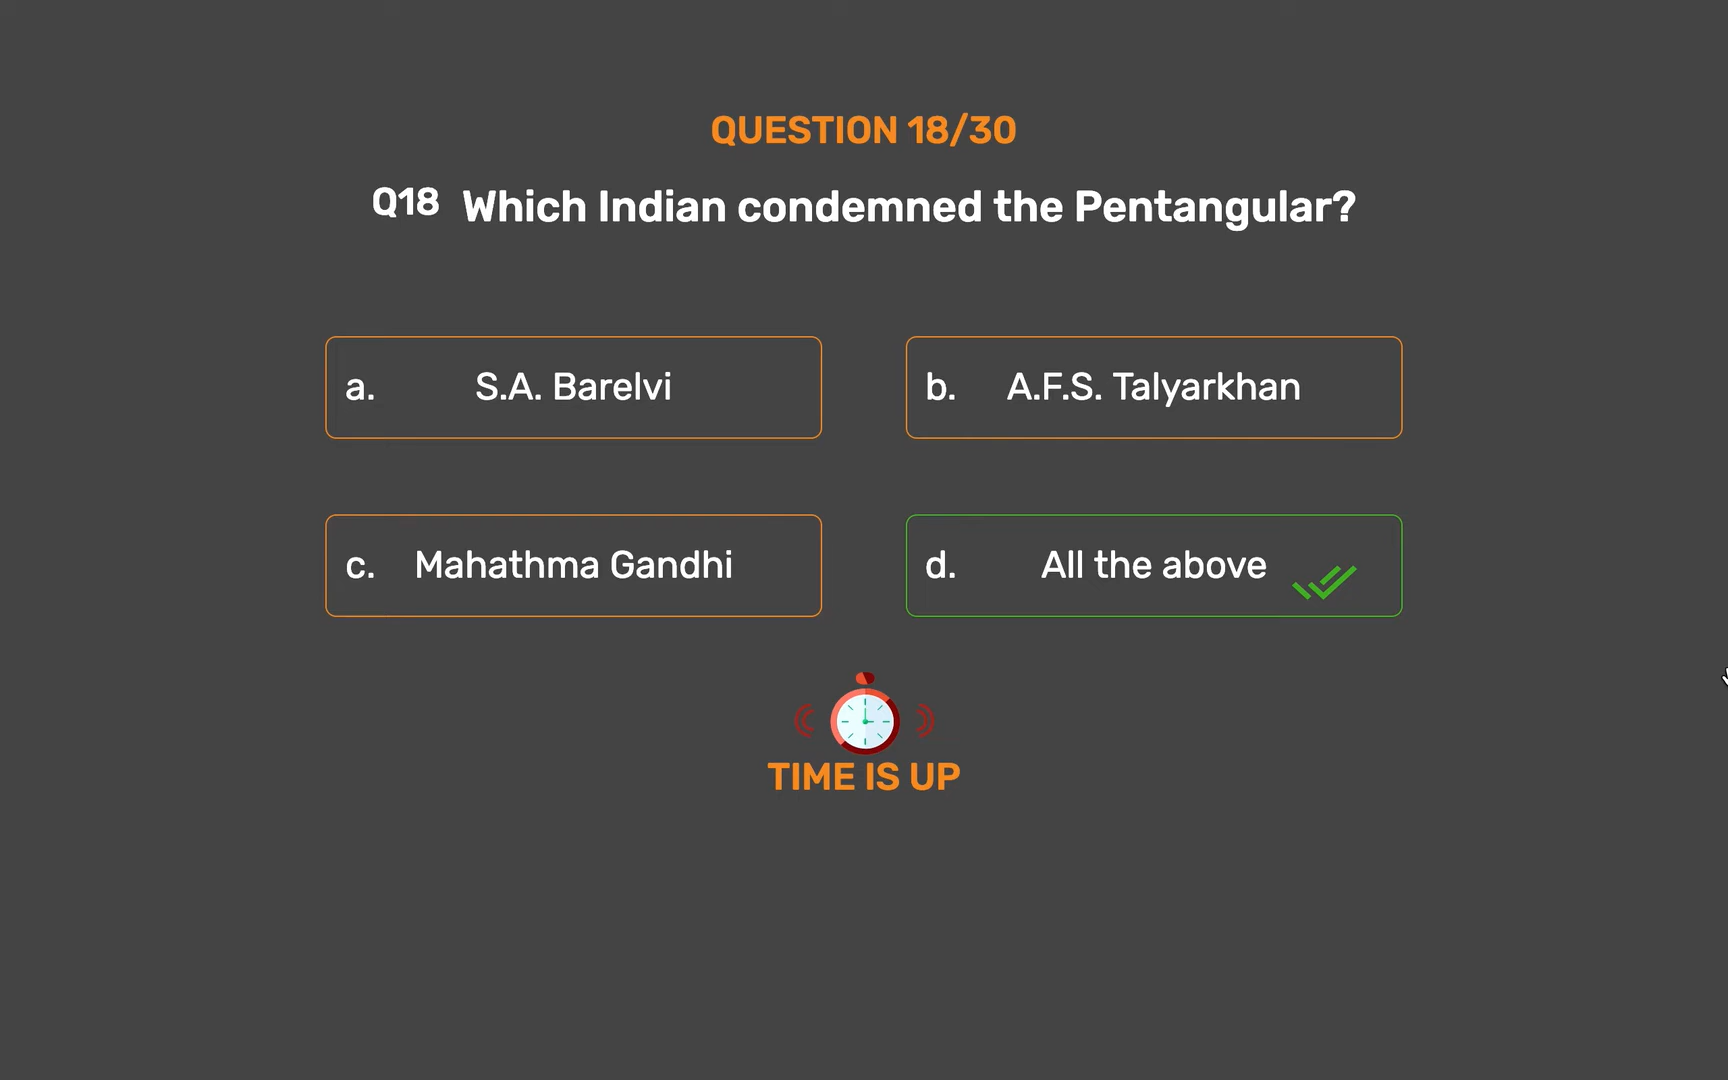 QUESTION 18/30
Q18 Which Indian condemned the Pentangular?
a. S.A. Barelvi
b. A.F.S. Talyarkhan
c. Mahathma Gandhi
d. All the above
TIME IS UP